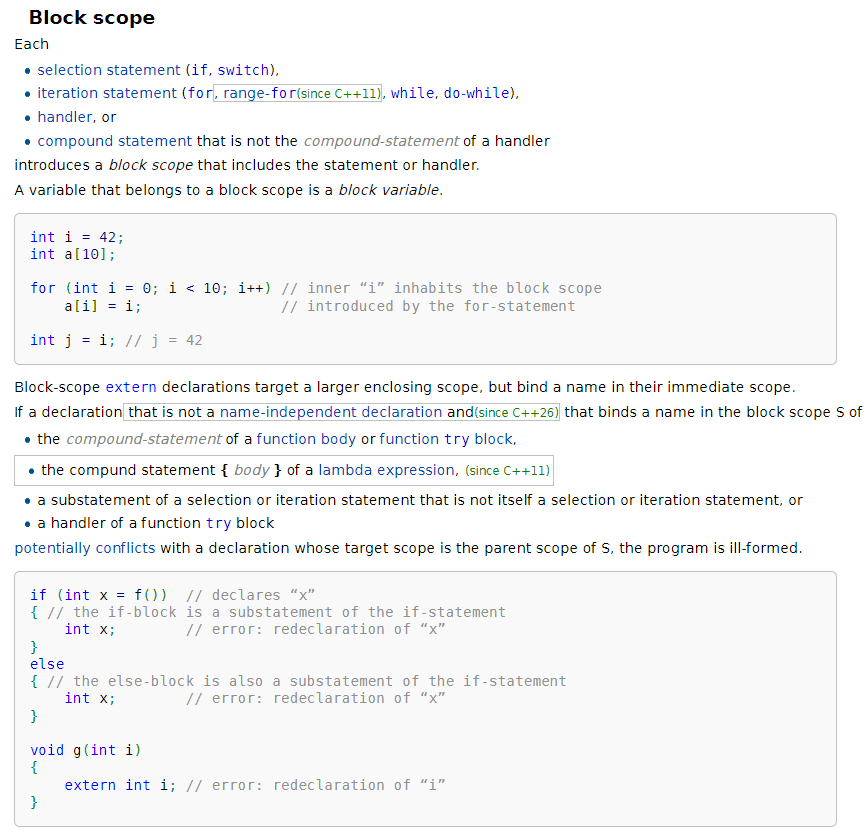 Block scope
Each
• selection statement (if, switch),
• iteration statement (for, range-for(since C++11), while, do-while),
• handler, or
• compound statement that is not the compound-statement of a handler
introduces a block scope that includes the statement or handler.
A variable that belongs to a block scope is a block variable.
int i = 42;
int a[10];
for (int i = 0; i < 10; i++) // inner “i” inhabits the block scope
    a[i] = i;                // introduced by the for-statement
int j = i; // j = 42
Block-scope extern declarations target a larger enclosing scope, but bind a name in their immediate scope.
If a declaration that is not a name-independent declaration and(since C++26) that binds a name in the block scope S of
• the compound-statement of a function body or function try block,
• the compund statement { body } of a lambda expression, (since C++11)
• a substatement of a selection or iteration statement that is not itself a selection or iteration statement, or
• a handler of a function try block
potentially conflicts with a declaration whose target scope is the parent scope of S, the program is ill-formed.
if (int x = f())  // declares “x”
{ // the if-block is a substatement of the if-statement
    int x;        // error: redeclaration of “x”
}
else
{ // the else-block is also a substatement of the if-statement
    int x;        // error: redeclaration of “x”
}
void g(int i)
{
    extern int i; // error: redeclaration of “i”
}